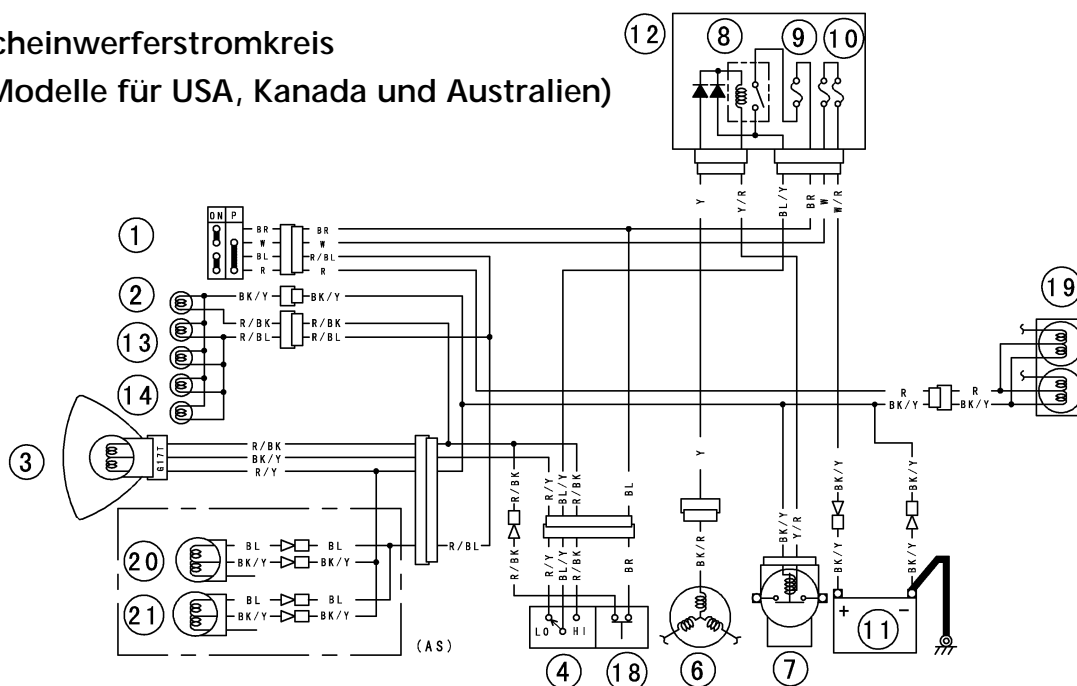 cheinwerferstromkreis
Modelle für USA, Kanada und Australien)
12 8 9 10
Y Y/R BL/Y BR W W/R
ON P
1
BR BR
W W
BL R/BL
R R
2
BK/Y BK/Y
R/BK R/BK
R/BL R/BL
13
14
19
R R
BK/Y BK/Y
3
G17T
R/BK
BK/Y
R/Y
R/BK R/Y BL/Y R/BK BL Y BK/Y BK/Y
R/BL
20
BL BL
BK/Y BK/Y
21
BL BL
BK/Y BK/Y
(AS)
R/BK R/Y BL/Y R/BK BR BK/R BK/Y Y/R BK/Y BK/Y
LO HI
+ −
4 18 6 7 11